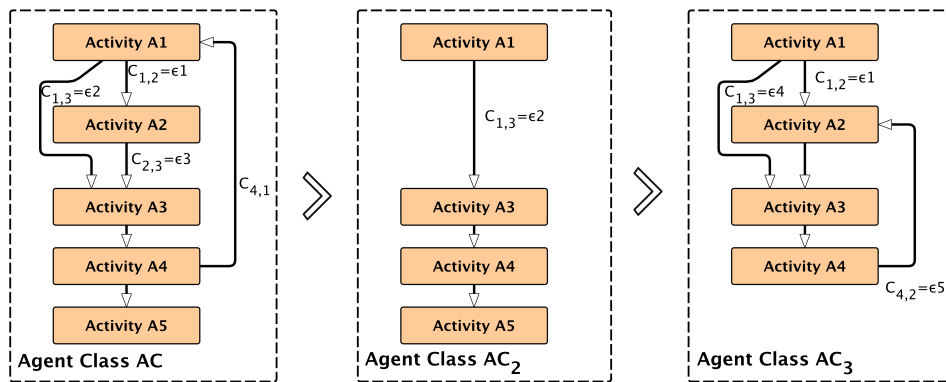 Activity A1
C1,2=ϵ1
C1,3=ϵ2
Activity A2
C2,3=ϵ3
C4,1
Activity A3
Activity A4
Activity A5
Agent Class AC
Activity A1
C1,3=ϵ2
Activity A3
Activity A4
Activity A5
Agent Class AC2
Activity A1
C1,2=ϵ1
C1,3=ϵ4
Activity A2
Activity A3
Activity A4
C4,2=ϵ5
Agent Class AC3